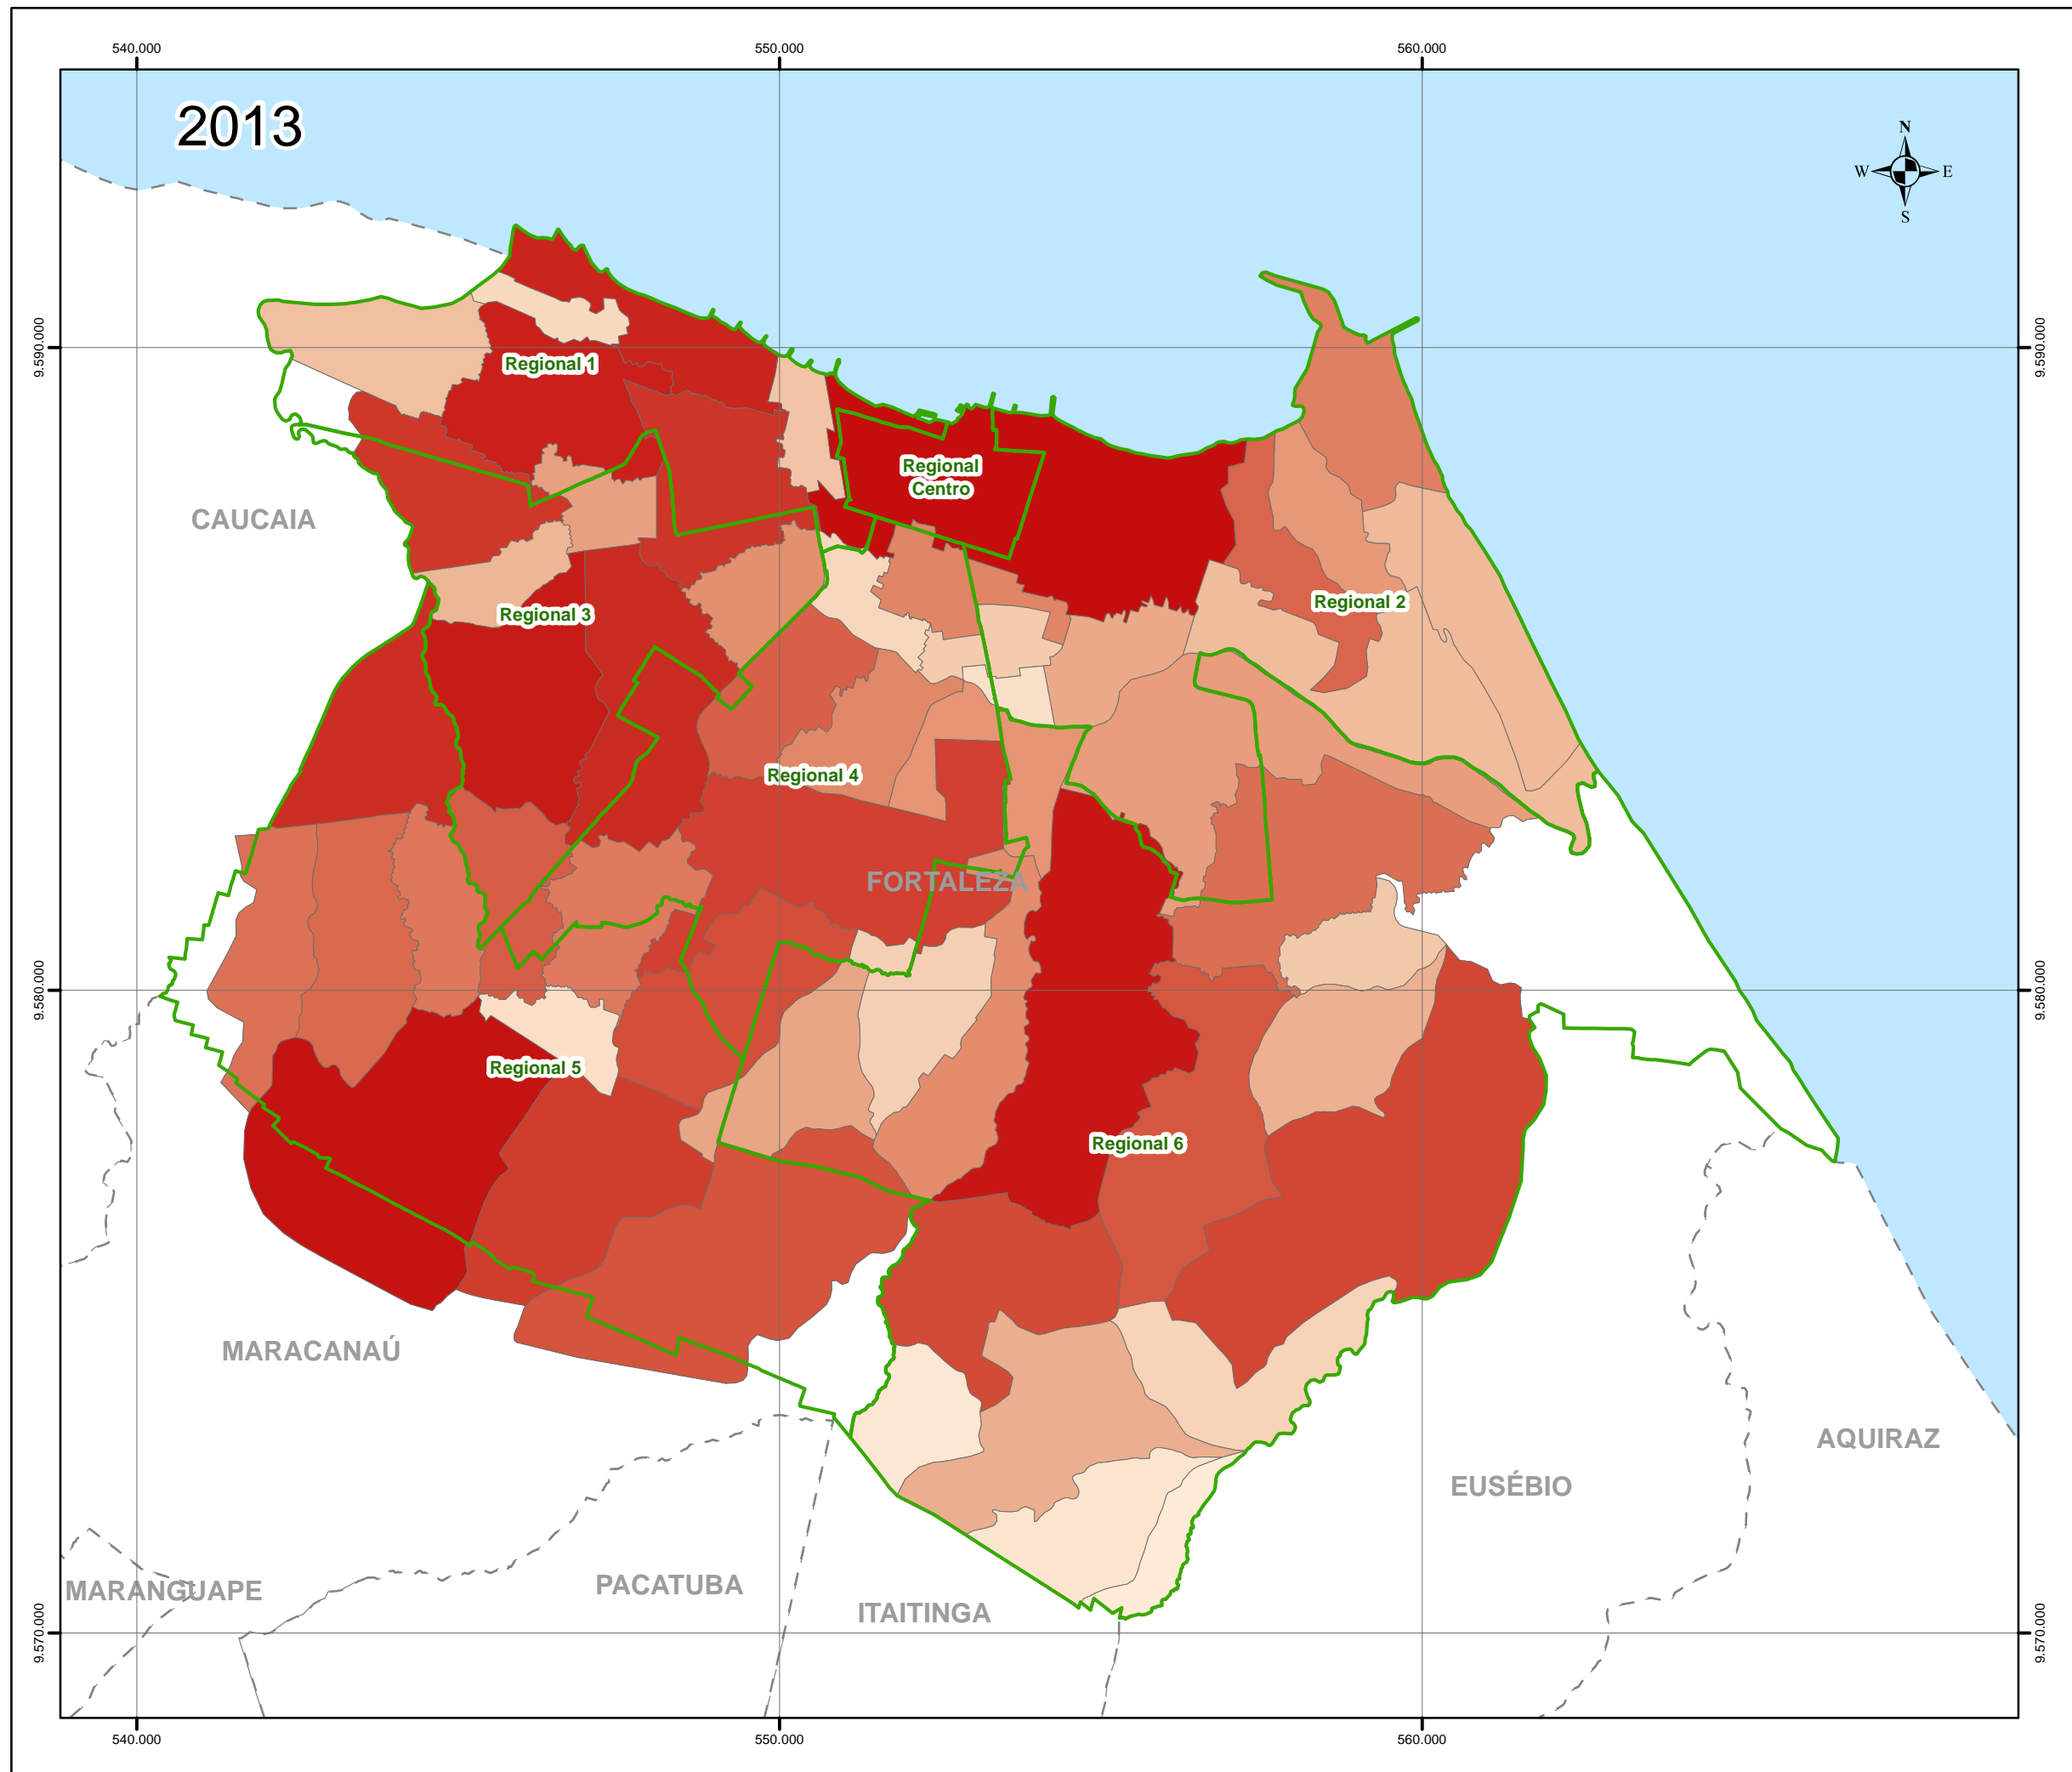 540.000
550.000
560.000
2013
N
W
E
S
9.590.000
9.590.000
Regional 1
Regional
Centro
CAUCAIA
Regional 3
Regional 2
Regional 4
FORTALEZA
9.580.000
9.580.000
Regional 5
Regional 6
MARACANAÚ
AQUIRAZ
EUSÉBIO
PACATUBA
MARANGUAPE
ITAITINGA
9.570.000
9.570.000
540.000
550.000
560.000